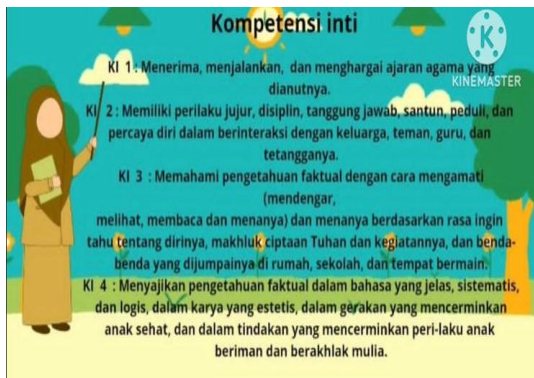 Kompetensi inti
KI 1 : Menerima, menjalankan, dan menghargai ajaran agama yang
dianutnya.
KI 2 : Memiliki perilaku jujur, disiplin, tanggung jawab, santun, peduli, dan
percaya diri dalam berinteraksi dengan keluarga, teman, guru, dan
tetangganya.
KI 3 : Memahami pengetahuan faktual dengan cara mengamati
(mendengar,
melihat, membaca dan menanya) dan menanya berdasarkan rasa ingin
tahu tentang dirinya, makhluk ciptaan Tuhan dan kegiatannya, dan benda-
benda yang dijumpainya di rumah, sekolah, dan tempat bermain.
KI 4 : Menyajikan pengetahuan faktual dalam bahasa yang jelas, sistematis,
dan logis, dalam karya yang estetis, dalam gerakan yang mencerminkan
anak sehat, dan dalam tindakan yang mencerminkan peri-laku anak
beriman dan berakhlak mulia.
K
KINEMASTER